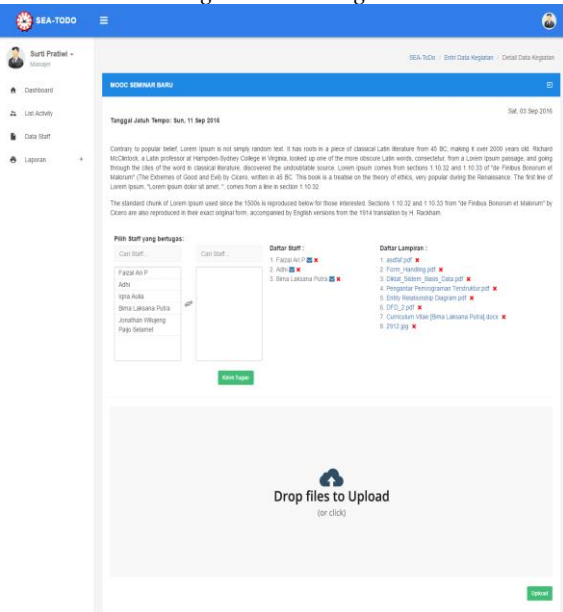 SEA-TODO
Surti Pratiwi
Manajer
SEA-ToDo / Entri Data Kegiatan / Detail Data Kegiatan
Dashboard
List Activity
Data Staff
Laporan +
MOOC SEMINAR BARU
Sat, 03 Sep 2016
Tanggal Jatuh Tempo: Sun, 11 Sep 2016
Contrary to popular belief, Lorem Ipsum is not simply random text. It has roots in a piece of classical Latin literature from 45 BC, making it over 2000 years old. Richard
McClintock, a Latin professor at Hampden-Sydney College in Virginia, looked up one of the more obscure Latin words, consectetur, from a Lorem Ipsum passage, and going
through the cites of the word in classical literature, discovered the undoubtable source. Lorem Ipsum comes from sections 1.10.32 and 1.10.33 of "de Finibus Bonorum et
Malorum" (The Extremes of Good and Evil) by Cicero, written in 45 BC. This book is a treatise on the theory of ethics, very popular during the Renaissance. The first line of
Lorem Ipsum, "Lorem ipsum dolor sit amet..", comes from a line in section 1.10.32.
The standard chunk of Lorem Ipsum used since the 1500s is reproduced below for those interested. Sections 1.10.32 and 1.10.33 from "de Finibus Bonorum et Malorum" by
Cicero are also reproduced in their exact original form, accompanied by English versions from the 1914 translation by H. Rackham.
Pilih Staff yang bertugas:
Cari Staff...
Cari Staff...
Faizal Ari P
Adhi
Iqna Aulia
Bima Laksana Putra
Jonathan Wilujeng
Paijo Selamet
Kirim Tugas
Daftar Staff :
1. Faizal Ari P
2. Adhi
3. Bima Laksana Putra
Daftar Lampiran :
1. asdfaf.pdf
2. Form_Handling.pdf
3. Diktat_Sistem_Basis_Data.pdf
4. Pengantar Pemrograman Terstruktur.pdf
5. Entity Relationship Diagram.pdf
6. DFD_2.pdf
7. Curriculum Vitae [Bima Laksana Putra].docx
8. 2912.jpg
Drop files to Upload
(or click)
Upload